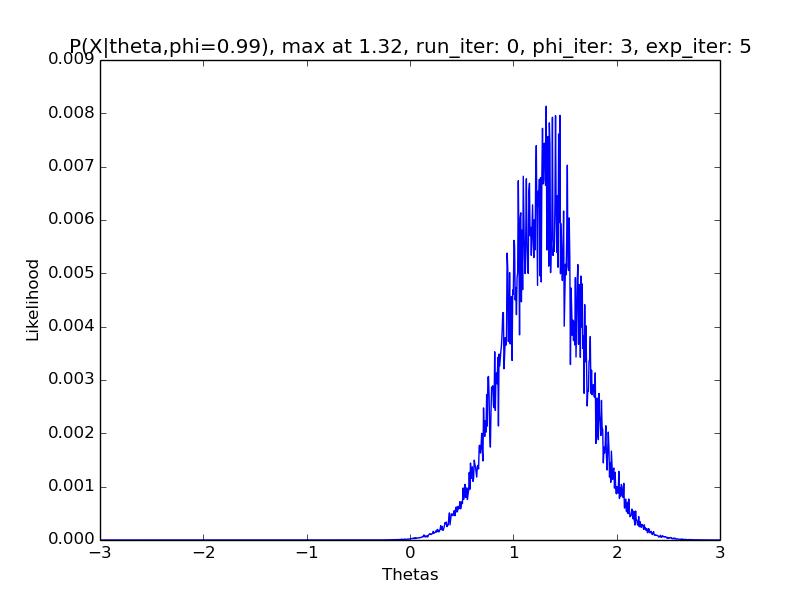 P(X|theta,phi=0.99), max at 1.32, run_iter: 0, phi_iter: 3, exp_iter: 5
0.009
0.008
0.007
0.006
0.005
0.004
0.003
0.002
0.001
0.000
Likelihood
−3 −2 −1 0 1 2 3
Thetas